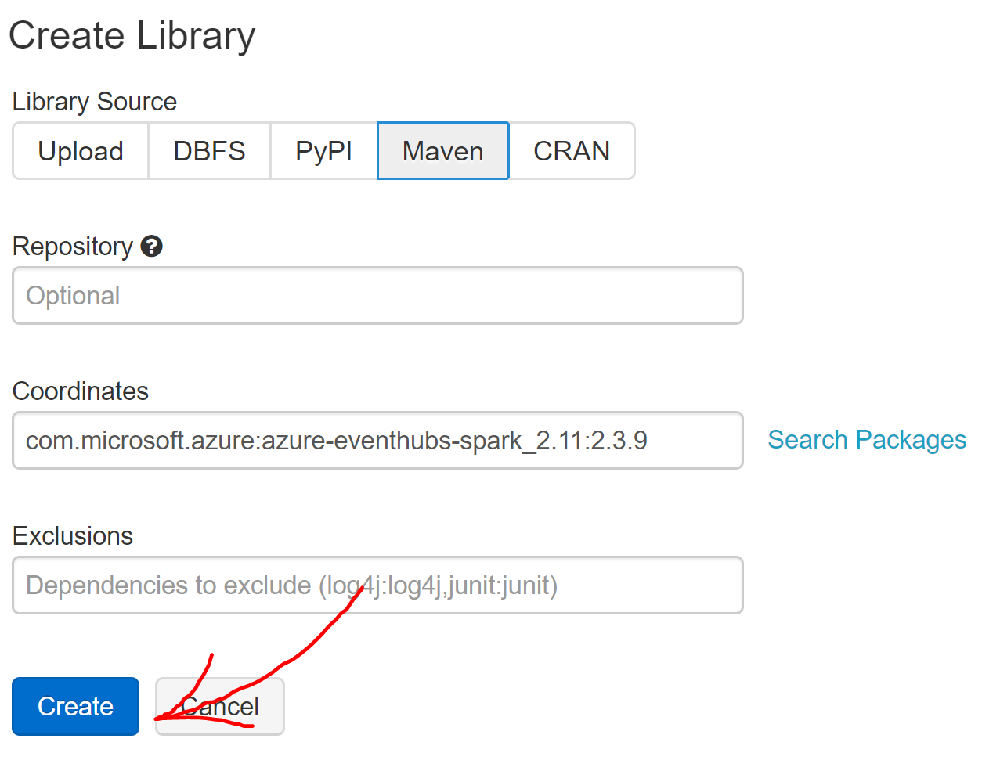 Create Library
Library Source
Upload DBFS PyPI Maven CRAN
Repository ?
Optional
Coordinates
com.microsoft.azure:azure-eventhubs-spark_2.11:2.3.9 Search Packages
Exclusions
Dependencies to exclude (log4j:log4j,junit:junit)
Create Cancel